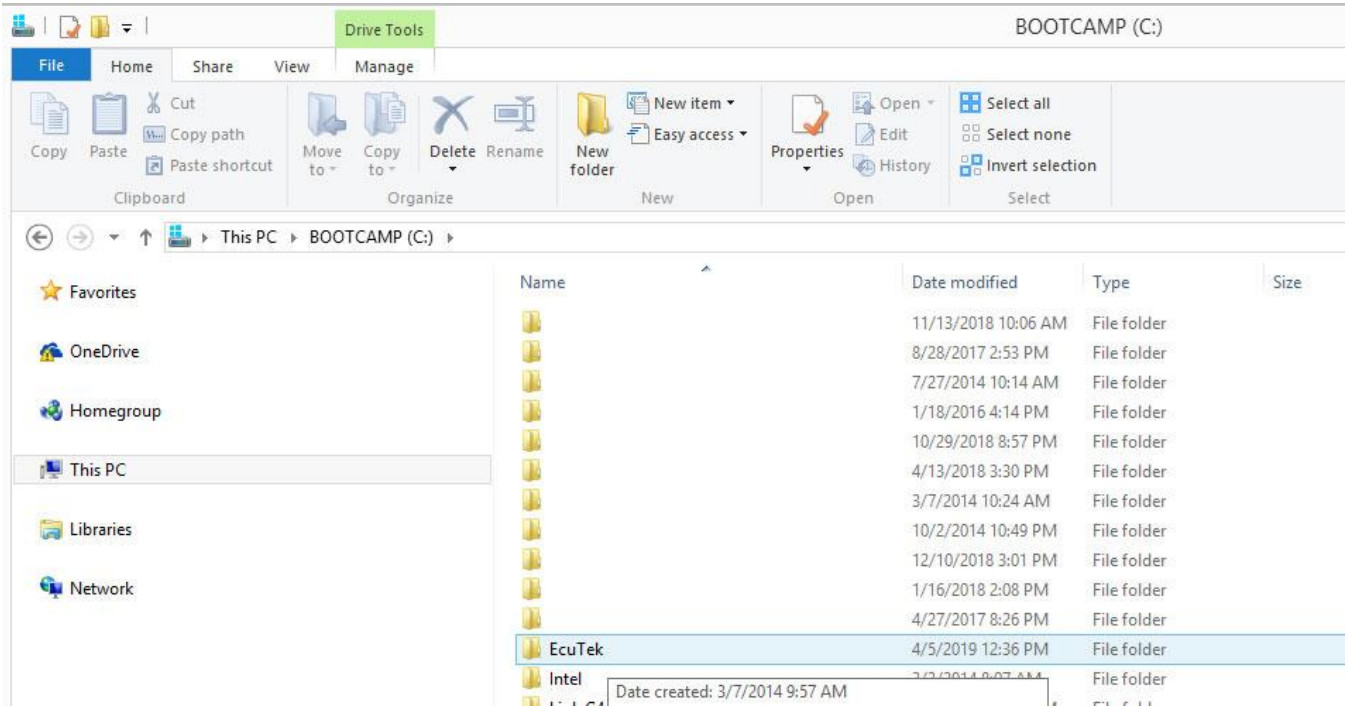 Drive Tools BOOTCAMP (C:)
File Home Share View Manage
Cut
Copy path
Paste shortcut
Copy Paste
Clipboard
Move to
Copy to
Delete Rename
Organize
New folder
New item
Easy access
New
Properties
Open
Edit
History
Open
Select all
Select none
Invert selection
Select
This PC BOOTCAMP (C:)
Favorites
OneDrive
Homegroup
This PC
Libraries
Network
Name Date modified Type Size
11/13/2018 10:06 AM File folder
8/28/2017 2:53 PM File folder
7/27/2014 10:14 AM File folder
1/18/2016 4:14 PM File folder
10/29/2018 8:57 PM File folder
4/13/2018 3:30 PM File folder
3/7/2014 10:24 AM File folder
10/2/2014 10:49 PM File folder
12/10/2018 3:01 PM File folder
1/16/2018 2:08 PM File folder
4/27/2017 8:26 PM File folder
EcuTek 4/5/2019 12:36 PM File folder
Intel File folder
Date created: 3/7/2014 9:57 AM